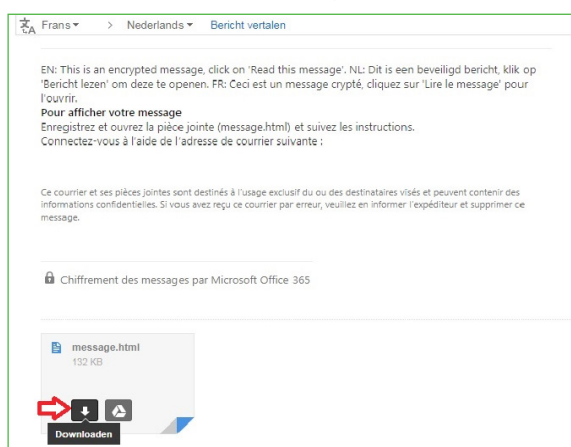 Frans > Nederlands Bericht vertalen
EN: This is an encrypted message, click on 'Read this message'. NL: Dit is een beveiligd bericht, klik op
'Bericht lezen' om deze te openen. FR: Ceci est un message crypté, cliquez sur 'Lire le message' pour
l'ouvrir.
Pour afficher votre message
Enregistrez et ouvrez la pièce jointe (message.html) et suivez les instructions.
Connectez-vous à l'aide de l'adresse de courrier suivante :
Ce courrier et ses pièces jointes sont destinés à l'usage exclusif du ou des destinataires visés et peuvent contenir des
informations confidentielles. Si vous avez reçu ce courrier par erreur, veuillez en informer l'expéditeur et supprimer ce
message.
Chiffrement des messages par Microsoft Office 365
message.html
132 KB
Downloaden